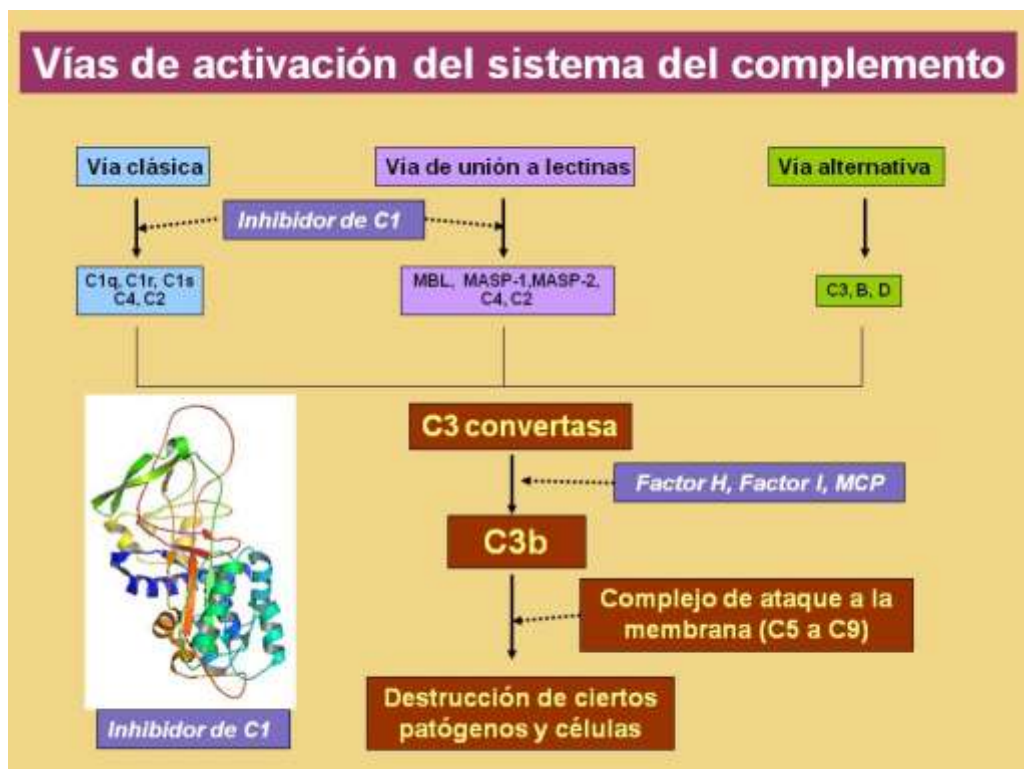 Vías de activación del sistema del complemento
Vía clásica
Vía de unión a lectinas
Vía alternativa
Inhibidor de C1
C1q, C1r, C1s
C4, C2
MBL, MASP-1,MASP-2,
C4, C2
C3, B, D
C3 convertasa
Factor H, Factor I, MCP
C3b
Complejo de ataque a la
membrana (C5 a C9)
Destrucción de ciertos
patógenos y células
Inhibidor de C1